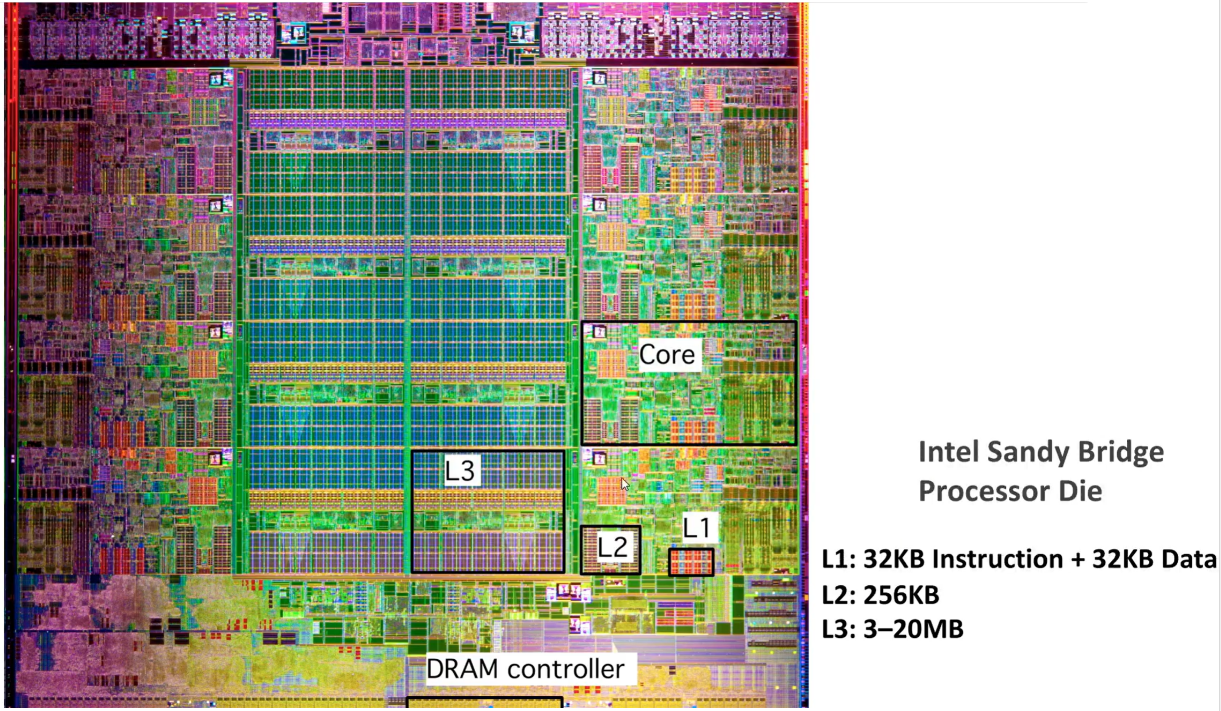 Core
L3
L1
L2
DRAM controller
Intel Sandy Bridge
Processor Die
L1: 32KB Instruction + 32KB Data
L2: 256KB
L3: 3–20MB